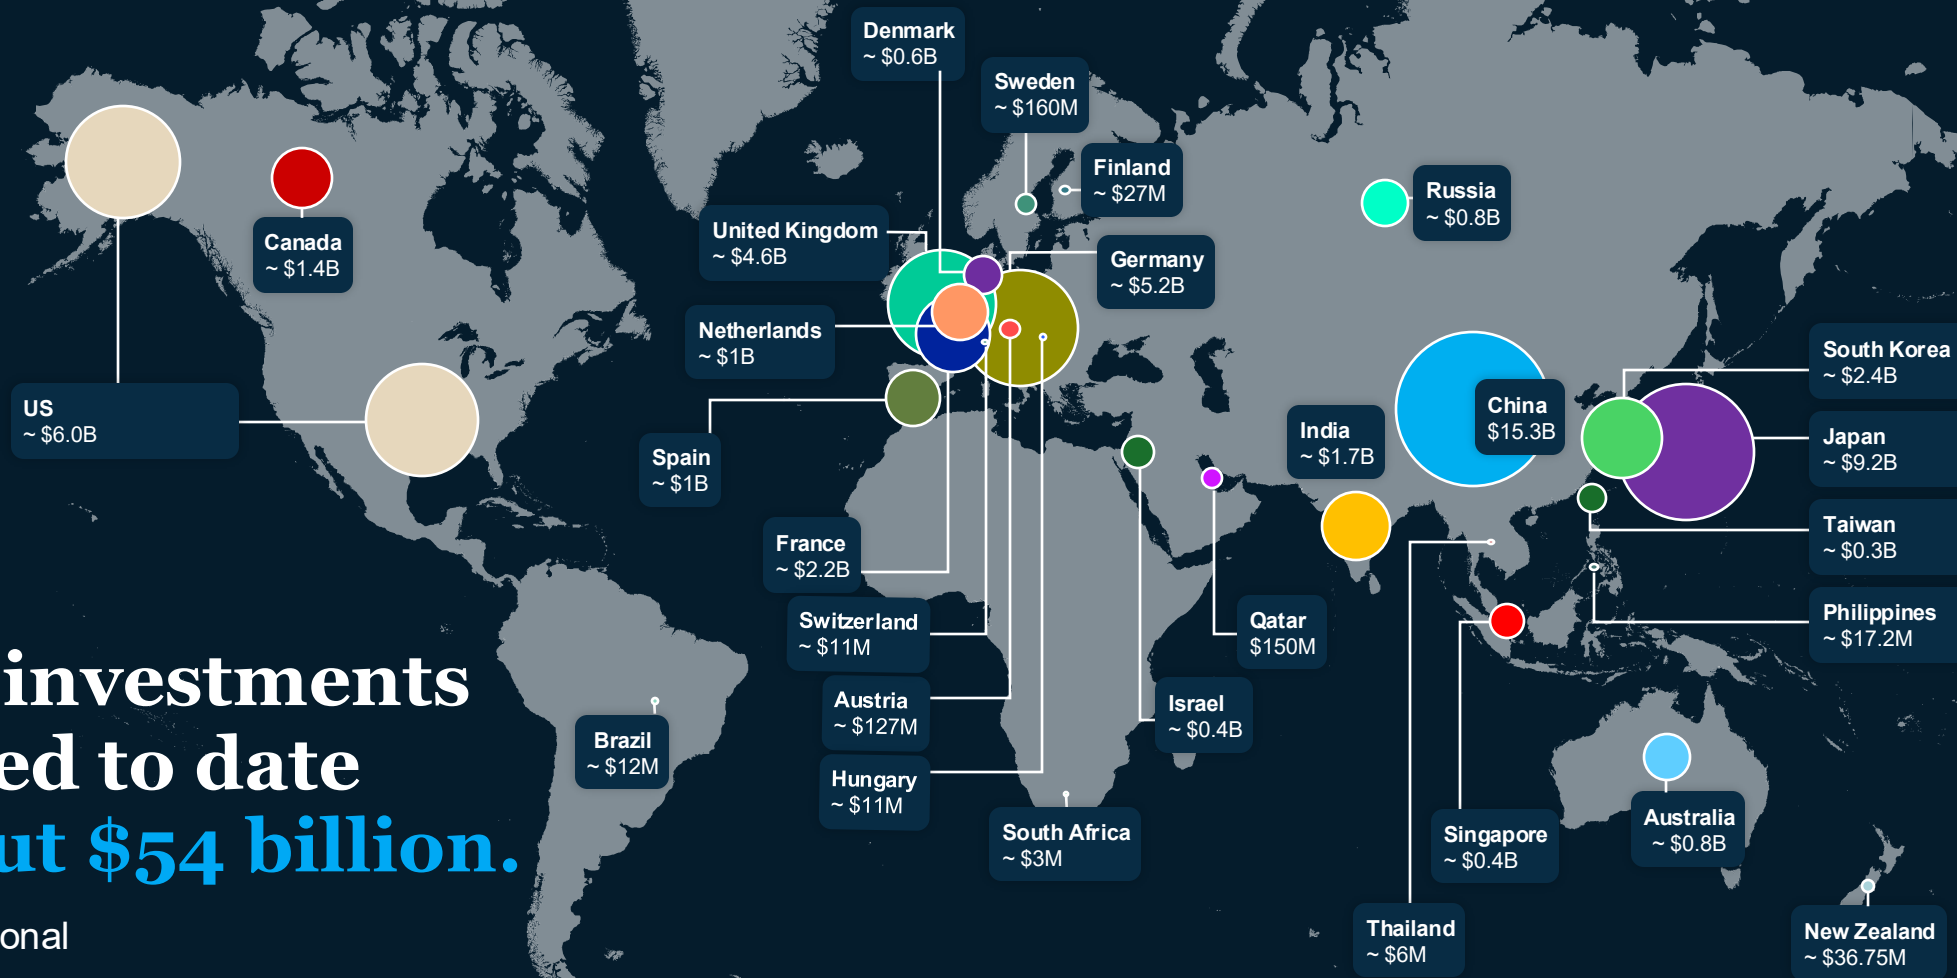 Denmark
~ $0.6B
Sweden
~ $160M
Finland
~ $27M
Russia
~ $0.8B
Canada
~ $1.4B
United Kingdom
~ $4.6B
Germany
~ $5.2B
Netherlands
~ $1B
US
~ $6.0B
Spain
~ $1B
India
~ $1.7B
China
$15.3B
South Korea
~ $2.4B
Japan
~ $9.2B
Taiwan
~ $0.3B
Philippines
~ $17.2M
France
~ $2.2B
Switzerland
~ $11M
Austria
~ $127M
Hungary
~ $11M
Qatar
$150M
Israel
~ $0.4B
Brazil
~ $12M
South Africa
~ $3M
Singapore
~ $0.4B
Australia
~ $0.8B
Thailand
~ $6M
New Zealand
~ $36.75M
investments
ed to date
ut $54 billion.
onal